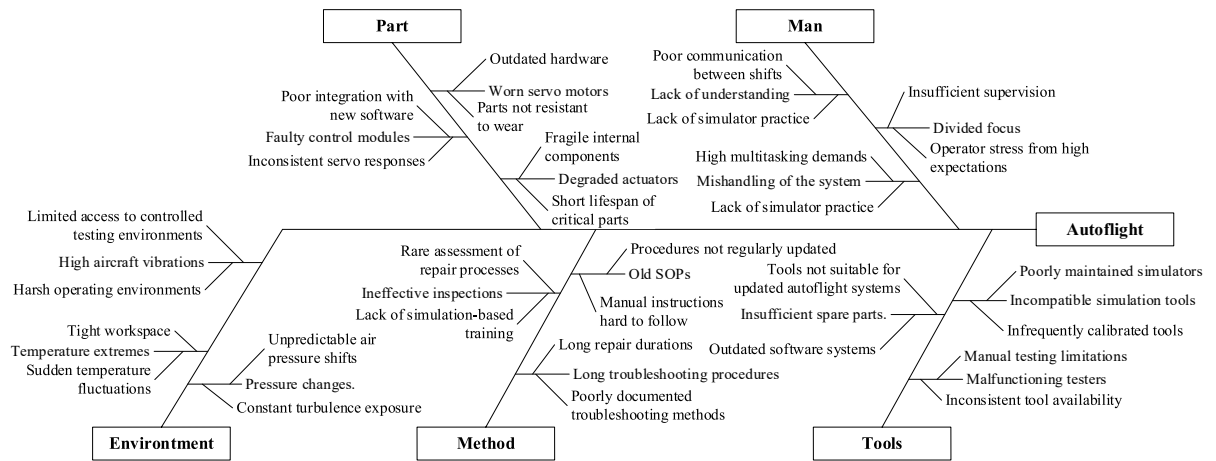 Part
Man
Outdated hardware
Worn servo motors
Parts not resistant
to wear
Poor integration with
new software
Faulty control modules
Inconsistent servo responses
Fragile internal
components
Degraded actuators
Short lifespan of
critical parts
Poor communication
between shifts
Lack of understanding
Lack of simulator practice
Insufficient supervision
Divided focus
Operator stress from high
expectations
High multitasking demands
Mishandling of the system
Lack of simulator practice
Autoflight
Limited access to controlled
testing environments
High aircraft vibrations
Harsh operating environments
Tight workspace
Temperature extremes
Sudden temperature
fluctuations
Unpredictable air
pressure shifts
Pressure changes.
Constant turbulence exposure
Rare assessment of
repair processes
Ineffective inspections
Lack of simulation-based
training
Procedures not regularly updated
Old SOPs
Manual instructions
hard to follow
Long repair durations
Long troubleshooting procedures
Poorly documented
troubleshooting methods
Tools not suitable for
updated autoflight systems
Insufficient spare parts.
Outdated software systems
Poorly maintained simulators
Incompatible simulation tools
Infrequently calibrated tools
Manual testing limitations
Malfunctioning testers
Inconsistent tool availability
Environtment
Method
Tools